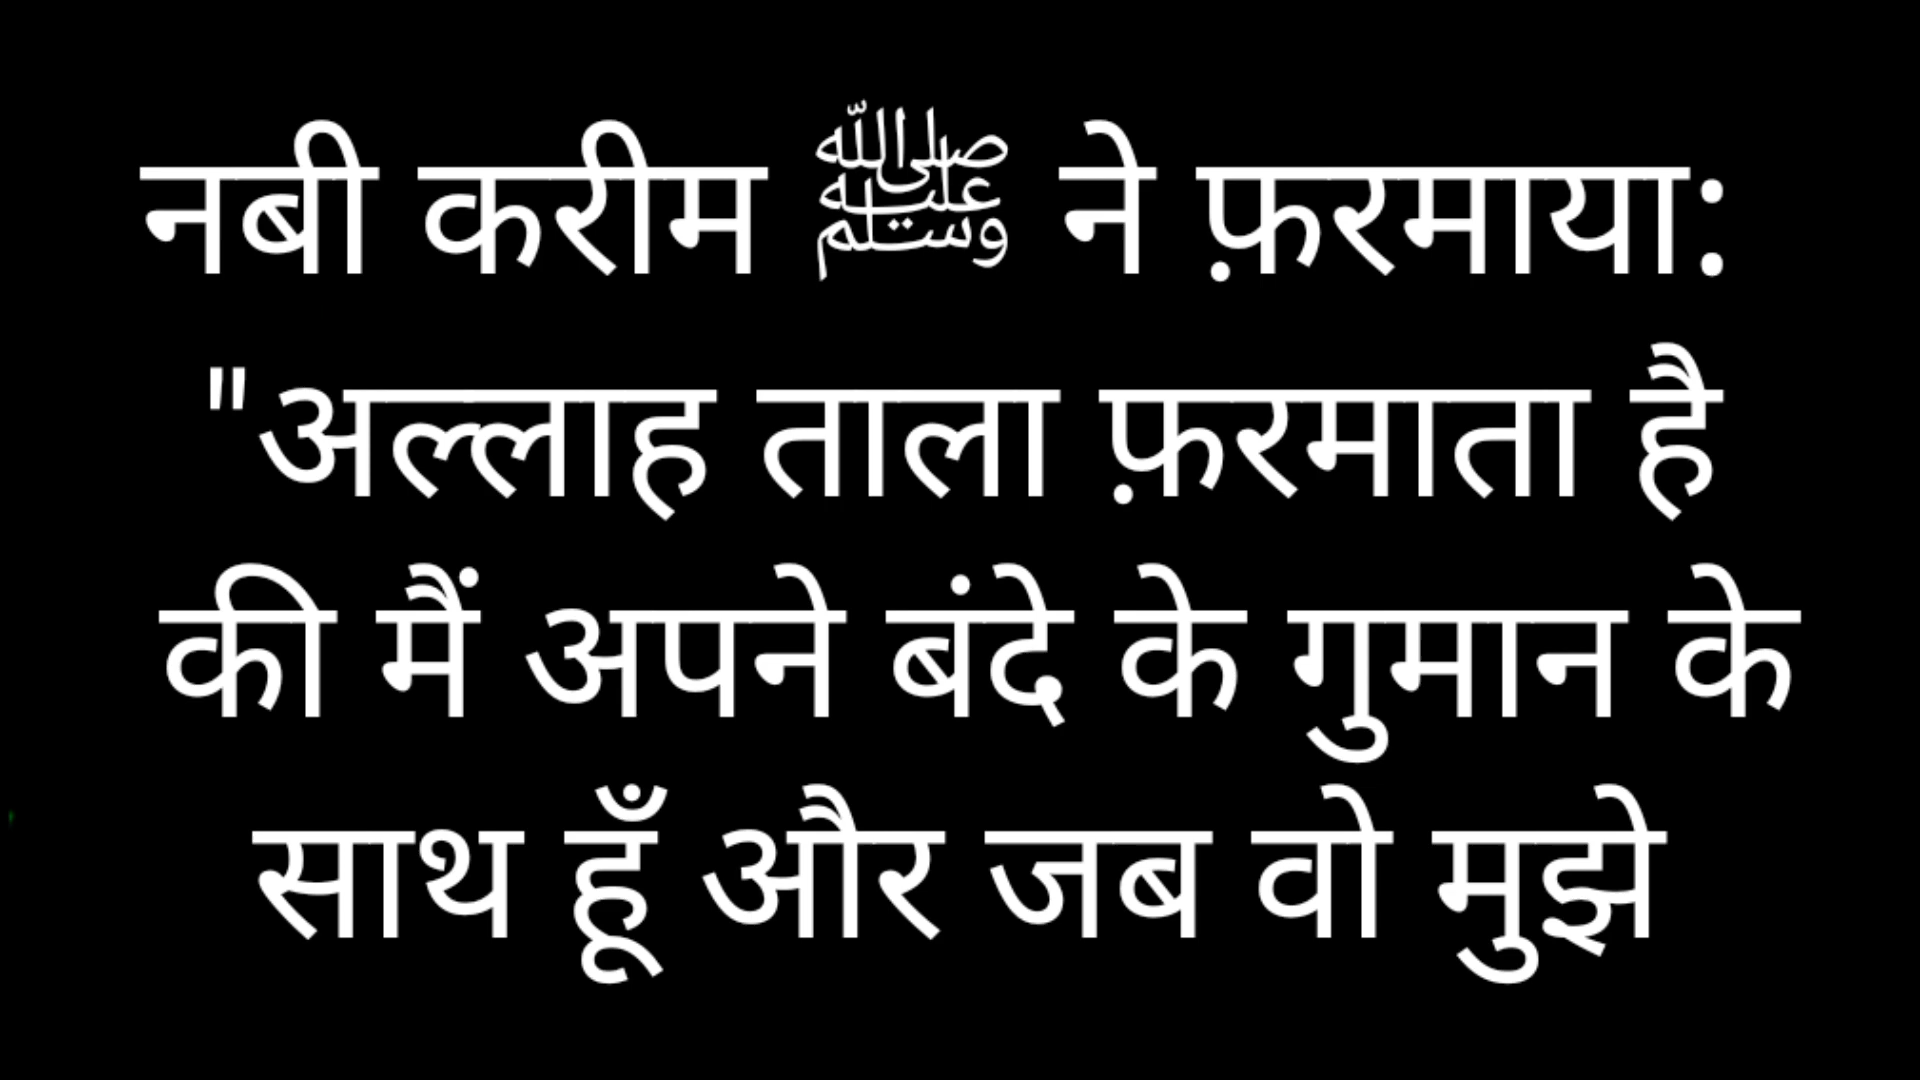 नबी करीम ﷺ ने फ़रमाया:
"अल्लाह ताला फ़रमाता है
की मैं अपने बंदे के गुमान के
साथ हूँ और जब वो मुझे